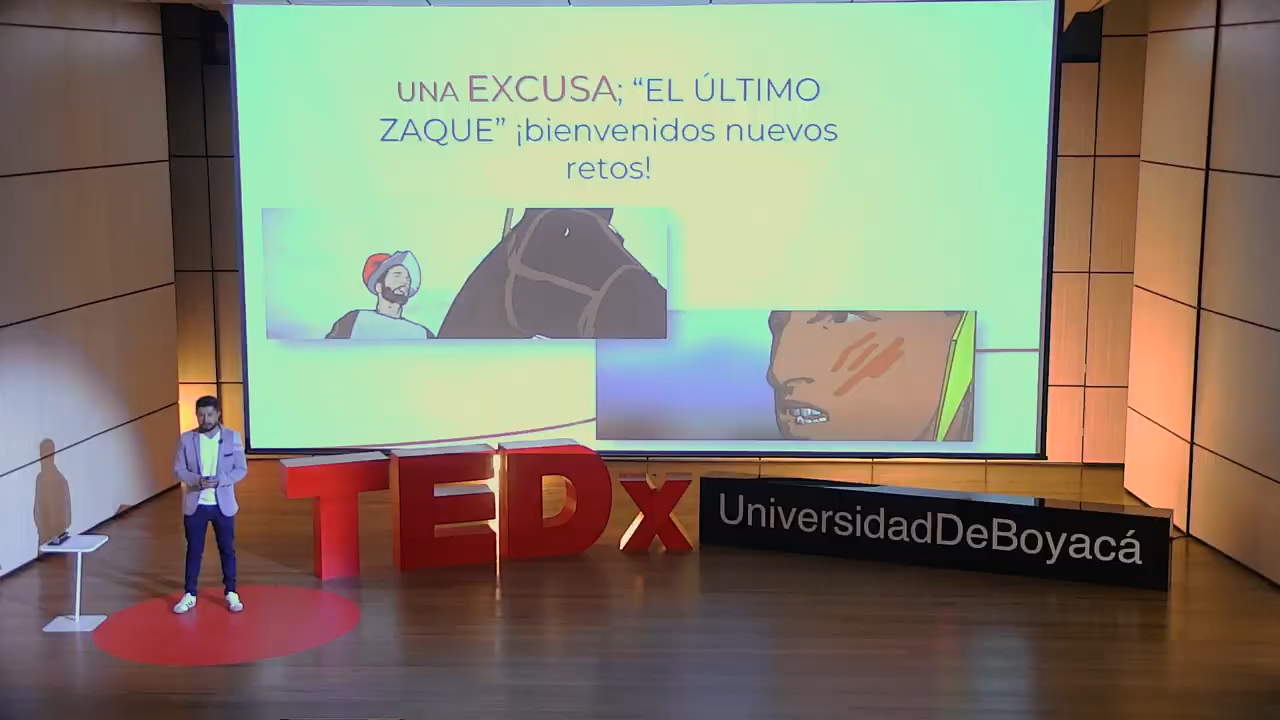 UNA EXCUSA; “EL ÚLTIMO
ZAQUE” ¡bienvenidos nuevos
retos!
TEDx
UniversidadDeBoyacá